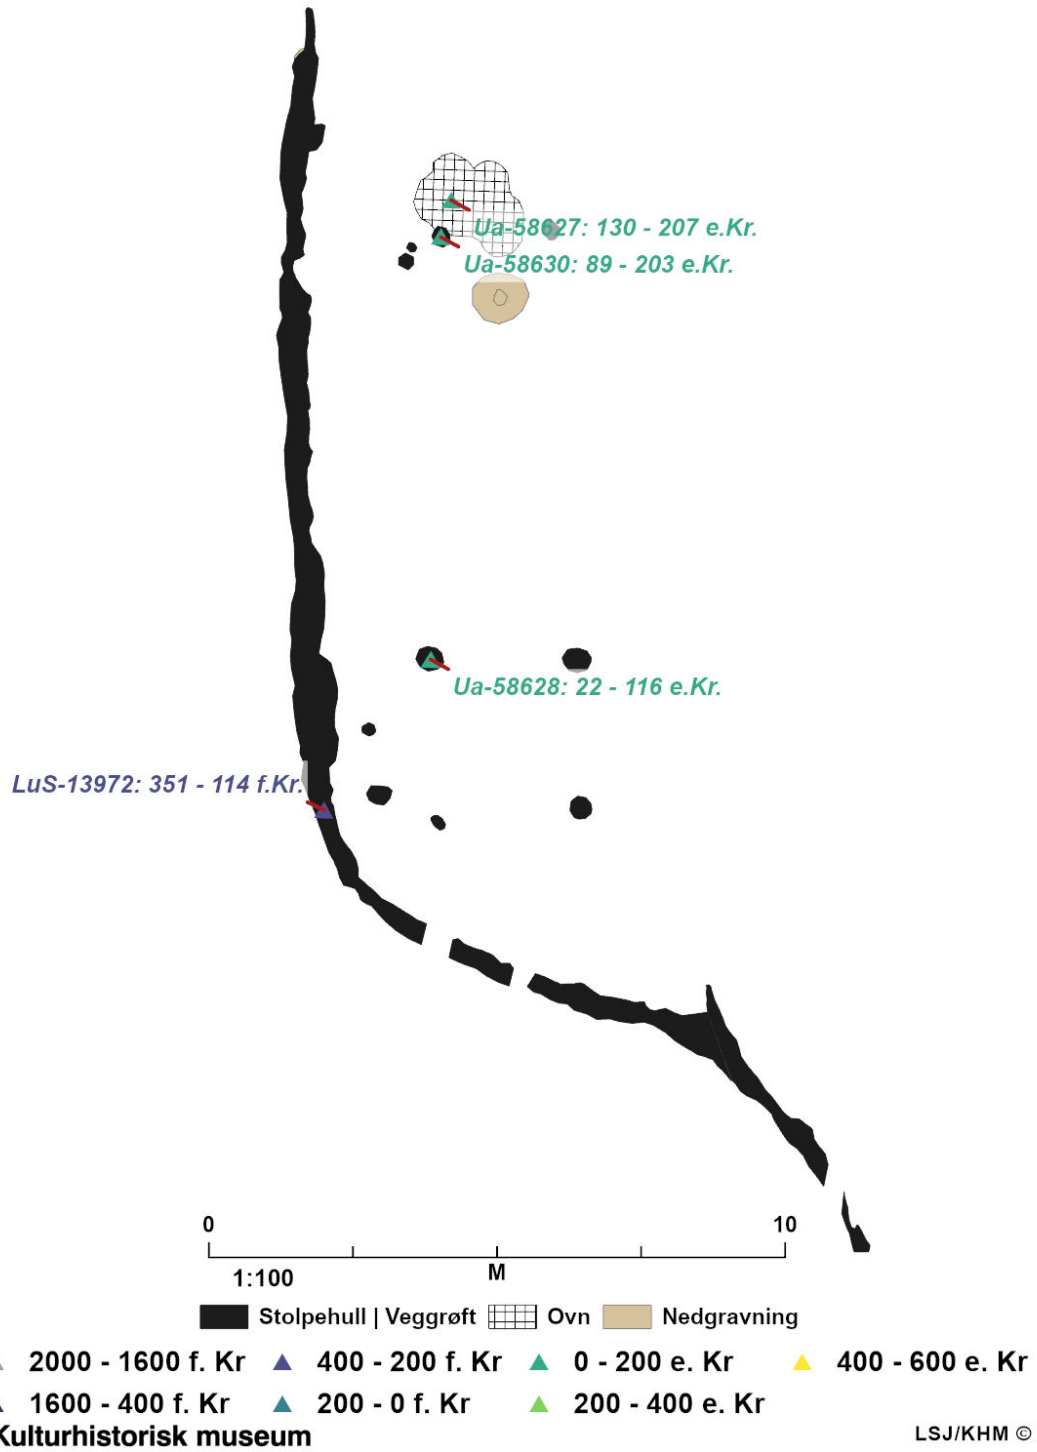 Ua-58627: 130 - 207 e.Kr.
Ua-58630: 89 - 203 e.Kr.
Ua-58628: 22 - 116 e.Kr.
LuS-13972: 351 - 114 f.Kr.
0 10
1:100 M
Stolpehull | Veggrøft Ovn Nedgravning
2000 - 1600 f. Kr 400 - 200 f. Kr 0 - 200 e. Kr 400 - 600 e. Kr
1600 - 400 f. Kr 200 - 0 f. Kr 200 - 400 e. Kr
Kulturhistorisk museum LSJ/KHM ©